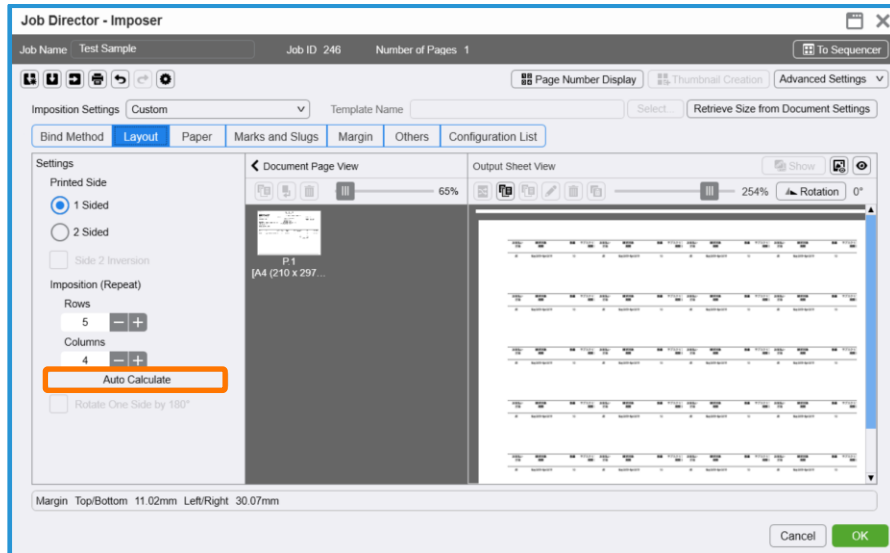 Job Director - Imposer
Job Name Test Sample Job ID 246 Number of Pages 1 To Sequencer
Page Number Display Thumbnail Creation Advanced Settings
Imposition Settings Custom Template Name Select... Retrieve Size from Document Settings
Bind Method Layout Paper Marks and Slugs Margin Others Configuration List
Settings
Printed Side
1 Sided
2 Sided
Side 2 Inversion
Imposition (Repeat)
Rows
5
Columns
4
Auto Calculate
Rotate One Side by 180°
Document Page View
65%
P.1
[A4 (210 x 297...
Output Sheet View Show
254% Rotation 0°
Margin Top/Bottom 11.02mm Left/Right 30.07mm
Cancel OK